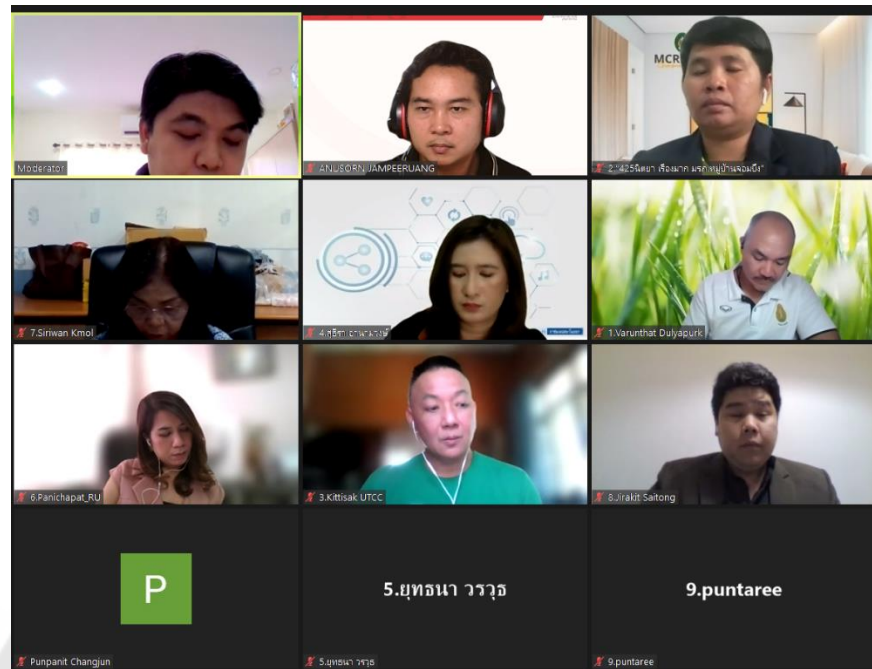 Moderator
ANUSORN JAMPEERUANG
MCR
7.Siriwan Kmol
1.Varunthat Dulyapurk
6.Panichapat_RU
3.Kittisak UTCC
8.Jirakit Saitong
P
5.ยุทธนา วรวุธ
9.puntaree
Punpanit Changjun
5.ยุทธนา วรวุธ
9.puntaree